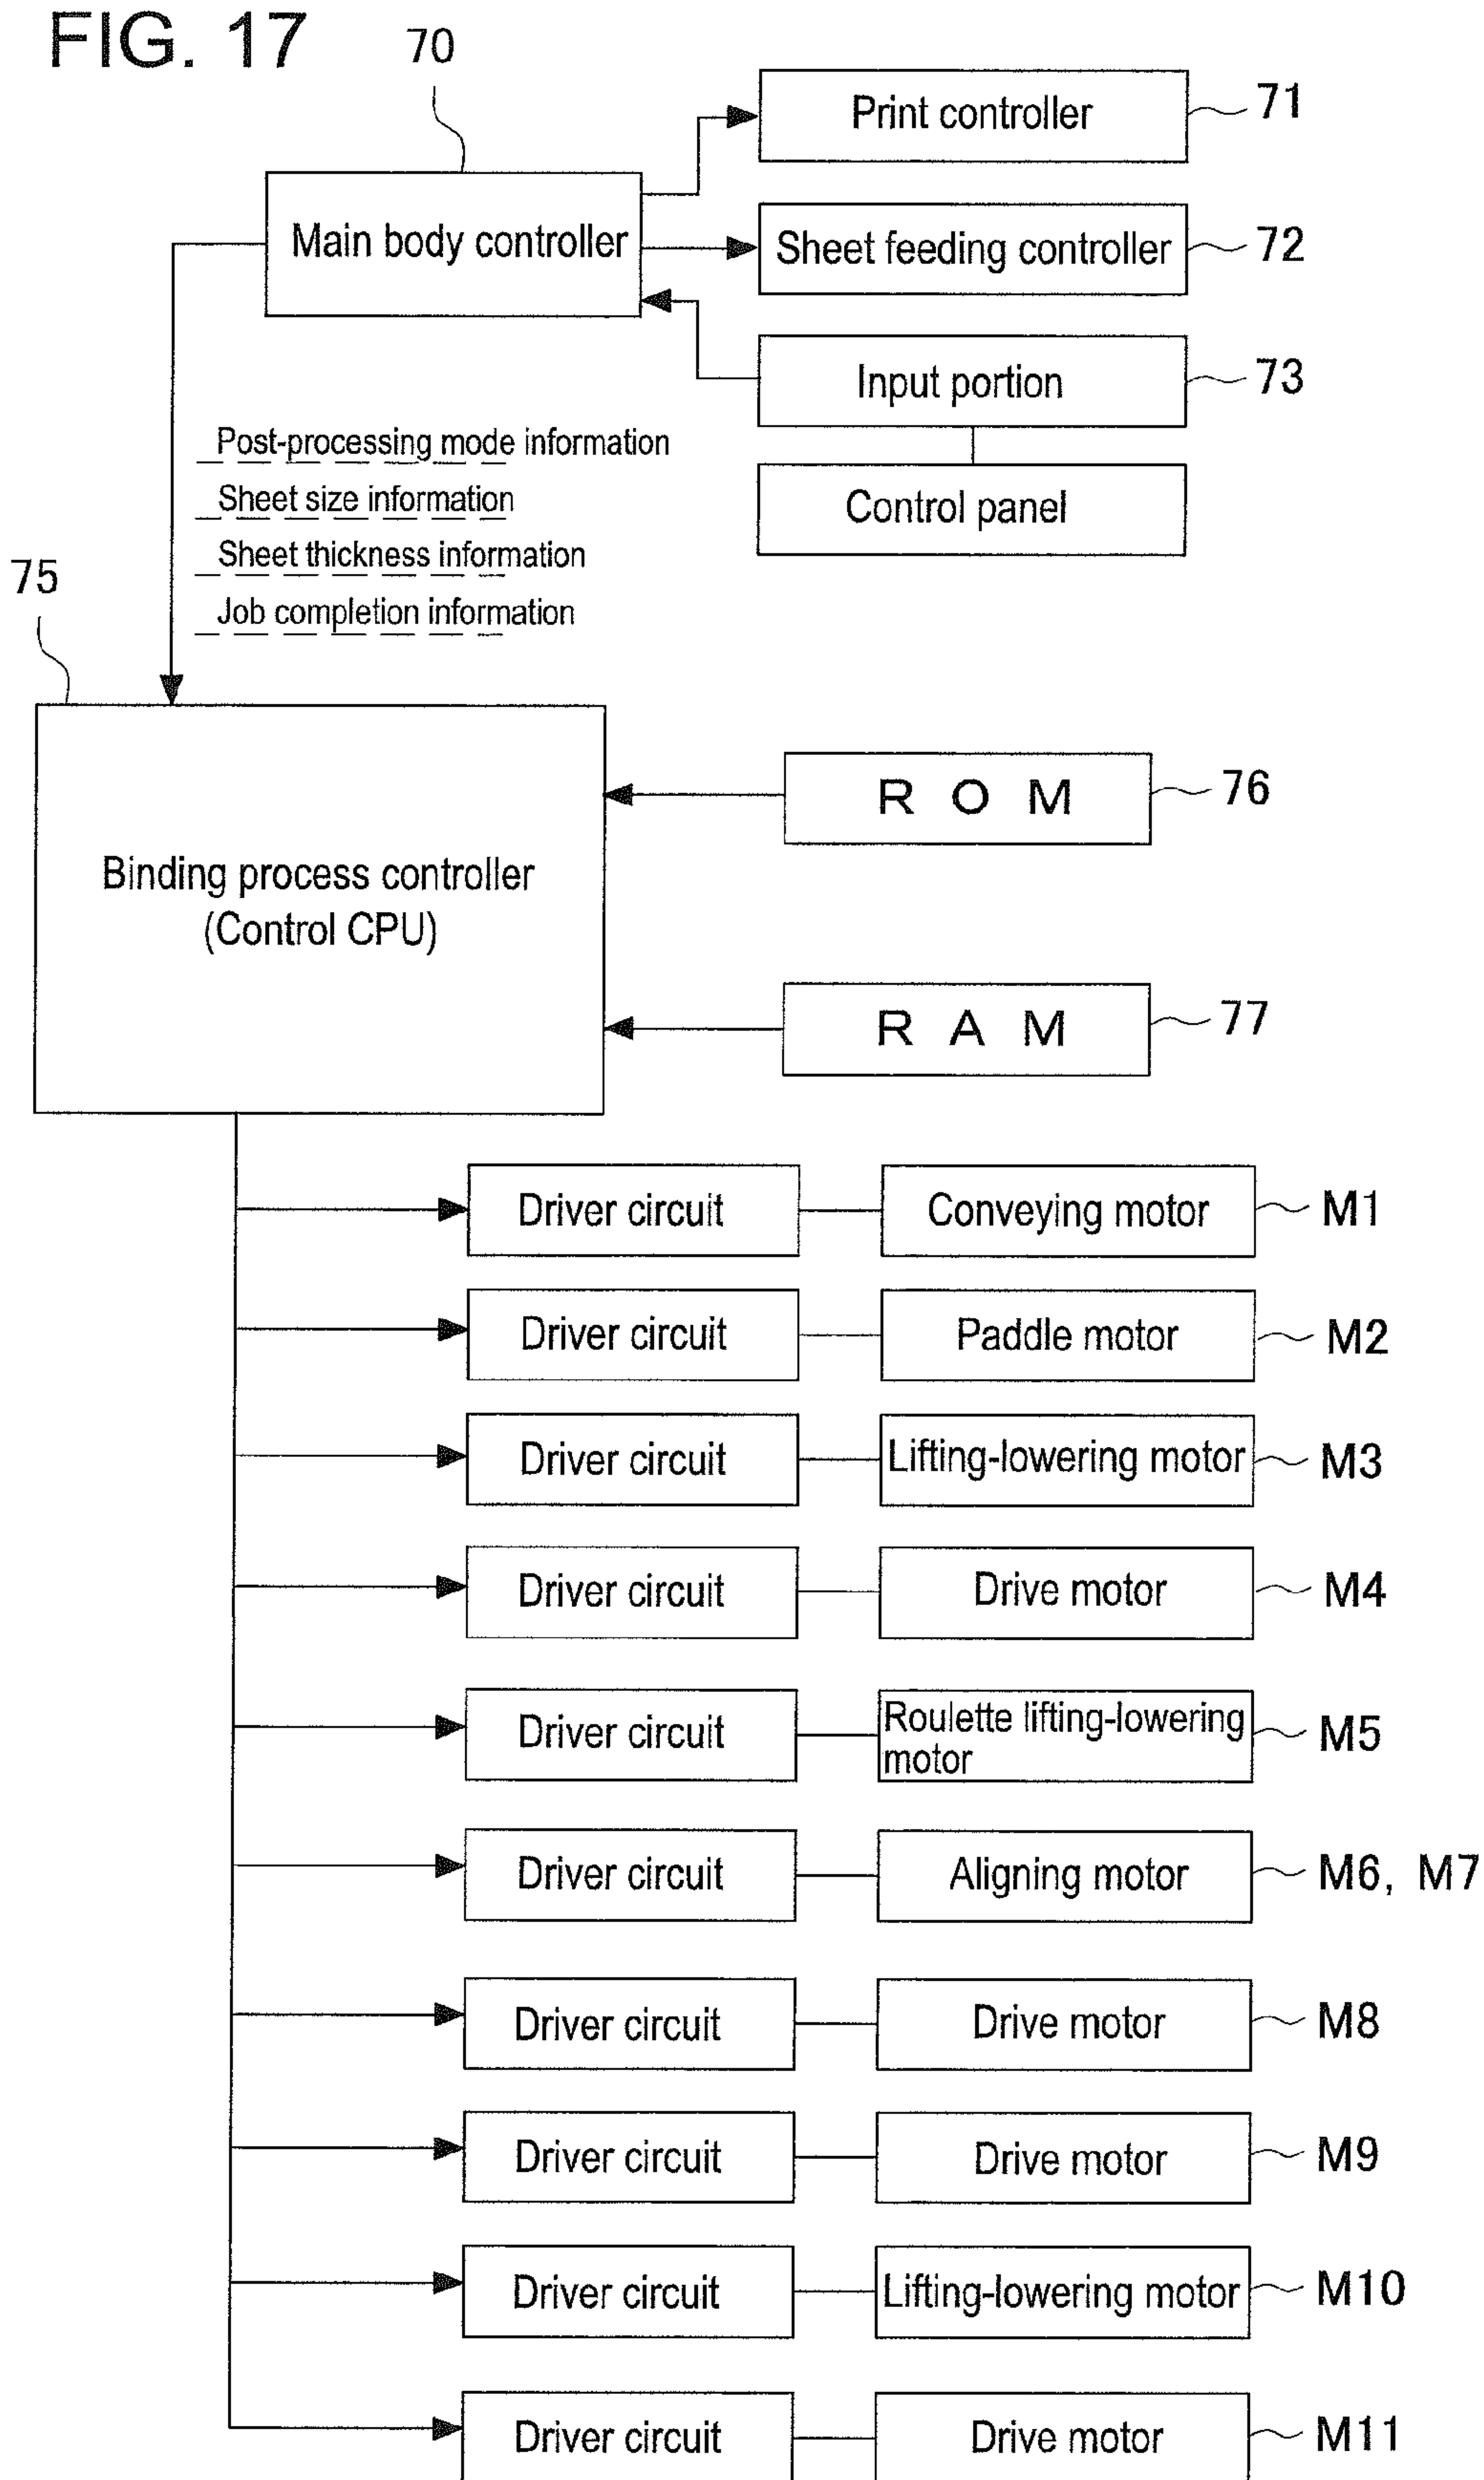 FIG. 17
70
Print controller
71
Main body controller
Sheet feeding controller
72
Input portion
73
Control panel
Post-processing mode information
Sheet size information
Sheet thickness information
Job completion information
75
Binding process controller
(Control CPU)
R O M
76
R A M
77
Driver circuit
Conveying motor
M1
Driver circuit
Paddle motor
M2
Driver circuit
Lifting-lowering motor
M3
Driver circuit
Drive motor
M4
Driver circuit
Roulette lifting-lowering
motor
M5
Driver circuit
Aligning motor
M6, M7
Driver circuit
Drive motor
M8
Driver circuit
Drive motor
M9
Driver circuit
Lifting-lowering motor
M10
Driver circuit
Drive motor
M11